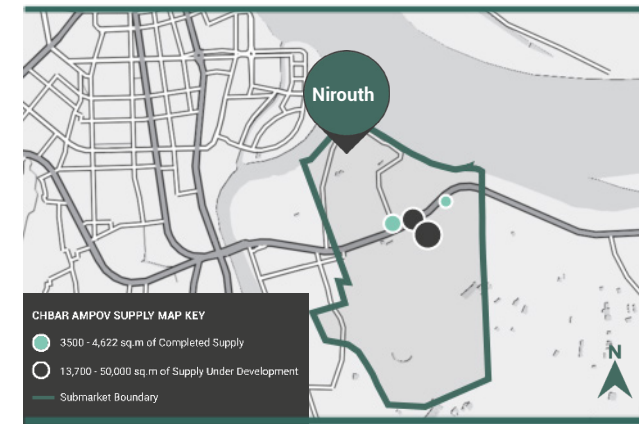 Nirouth
CHBAR AMPOV SUPPLY MAP KEY
3500 - 4,622 sq.m of Completed Supply
13,700 - 50,000 sq.m of Supply Under Development
Submarket Boundary
N